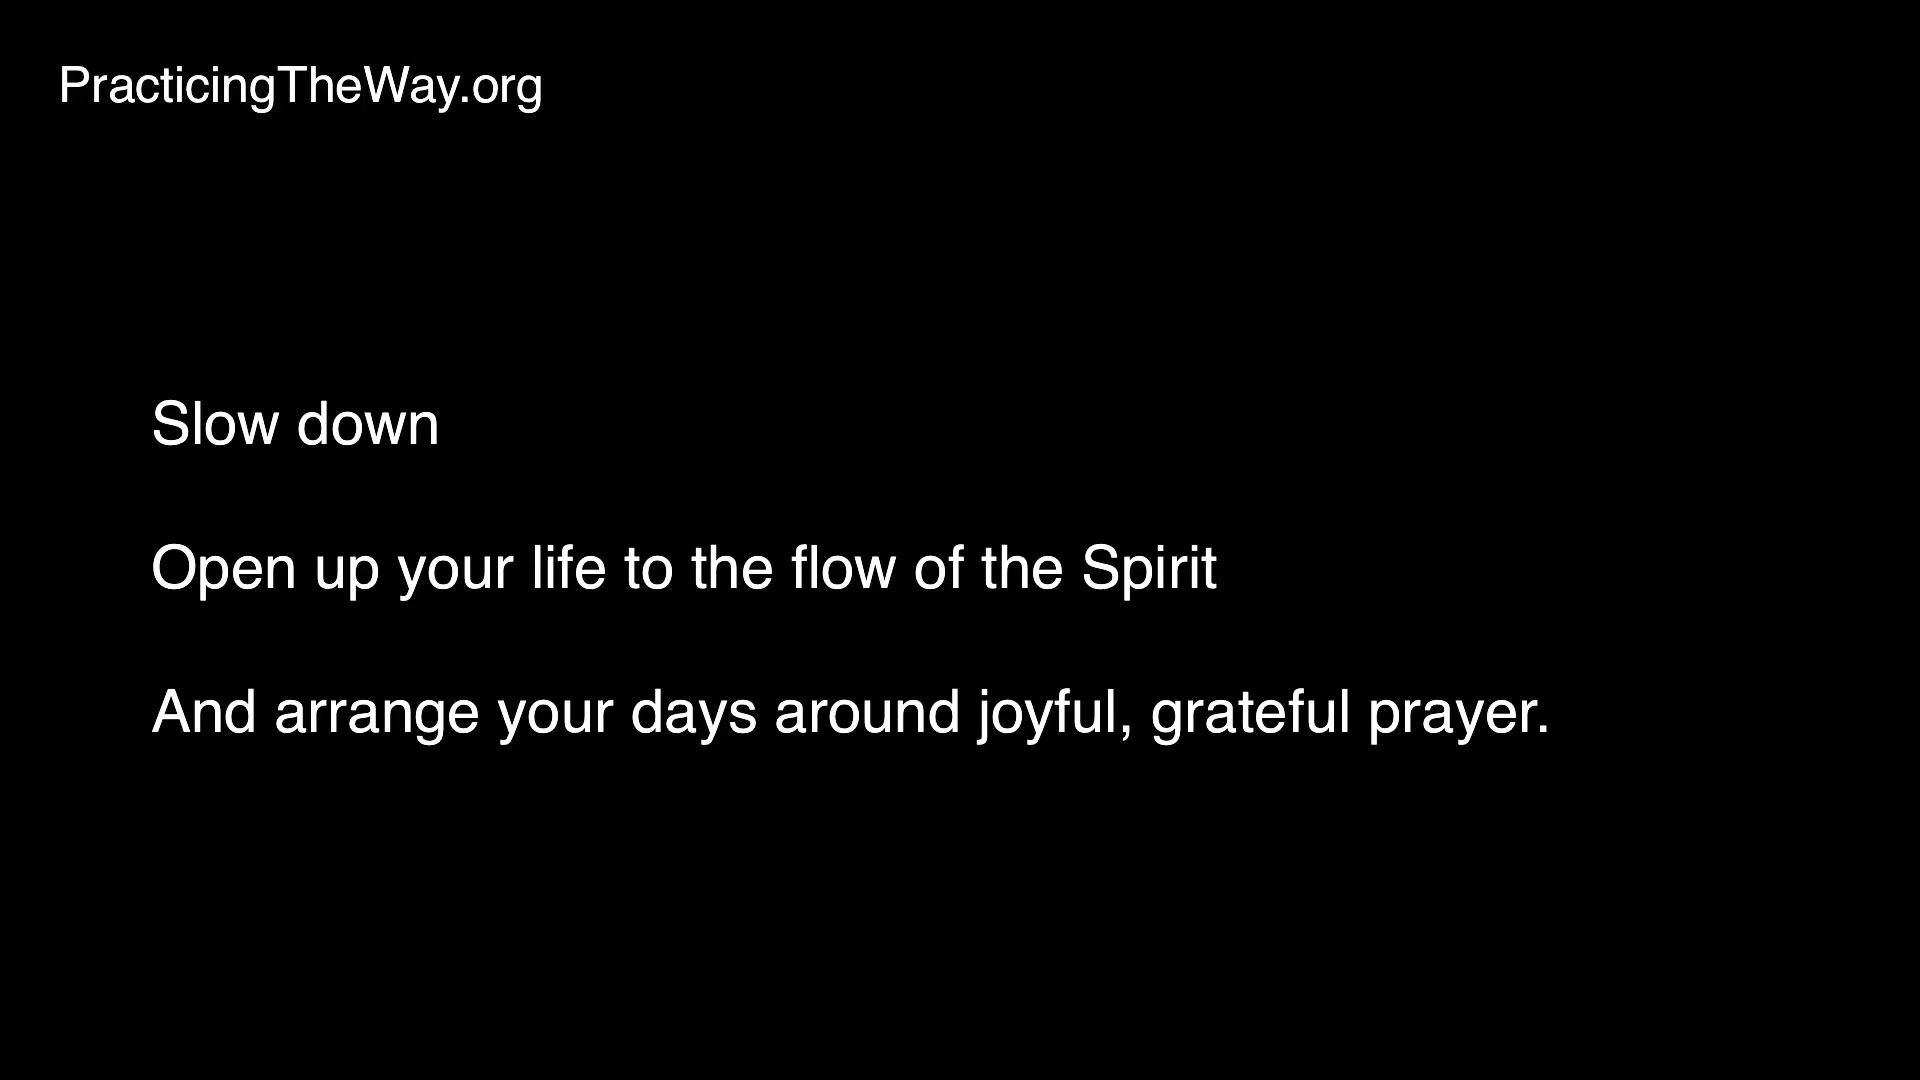 PracticingTheWay.org
Slow down
Open up your life to the flow of the Spirit
And arrange your days around joyful, grateful prayer.